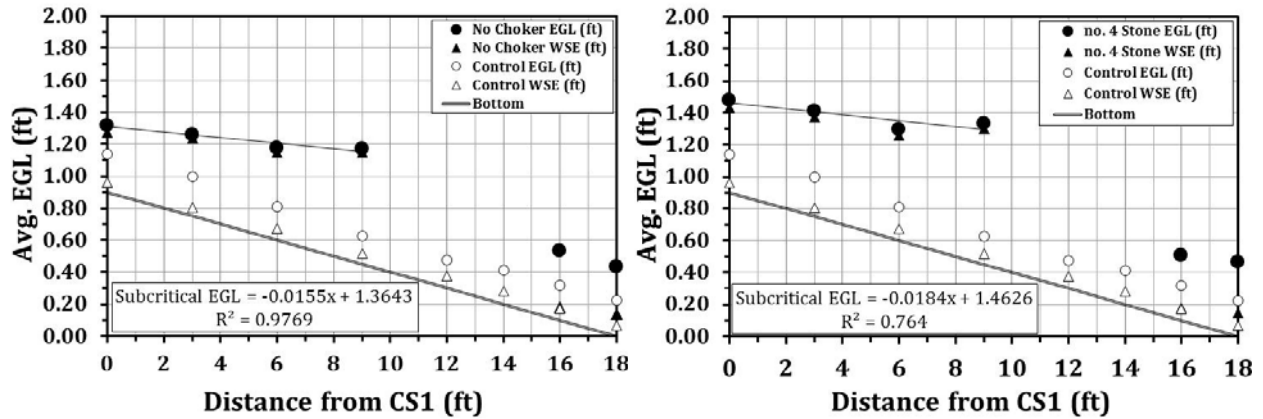 2.00
1.80
1.60
1.40
1.20
1.00
0.80
0.60
0.40
0.20
0.00
Avg. EGL (ft)
No Choker EGL (ft)
No Choker WSE (ft)
Control EGL (ft)
Control WSE (ft)
Bottom
Subcritical EGL = -0.0155x + 1.3643
R² = 0.9769
0 2 4 6 8 10 12 14 16 18
Distance from CS1 (ft)
2.00
1.80
1.60
1.40
1.20
1.00
0.80
0.60
0.40
0.20
0.00
Avg. EGL (ft)
no. 4 Stone EGL (ft)
no. 4 Stone WSE (ft)
Control EGL (ft)
Control WSE (ft)
Bottom
Subcritical EGL = -0.0184x + 1.4626
R² = 0.764
0 2 4 6 8 10 12 14 16 18
Distance from CS1 (ft)